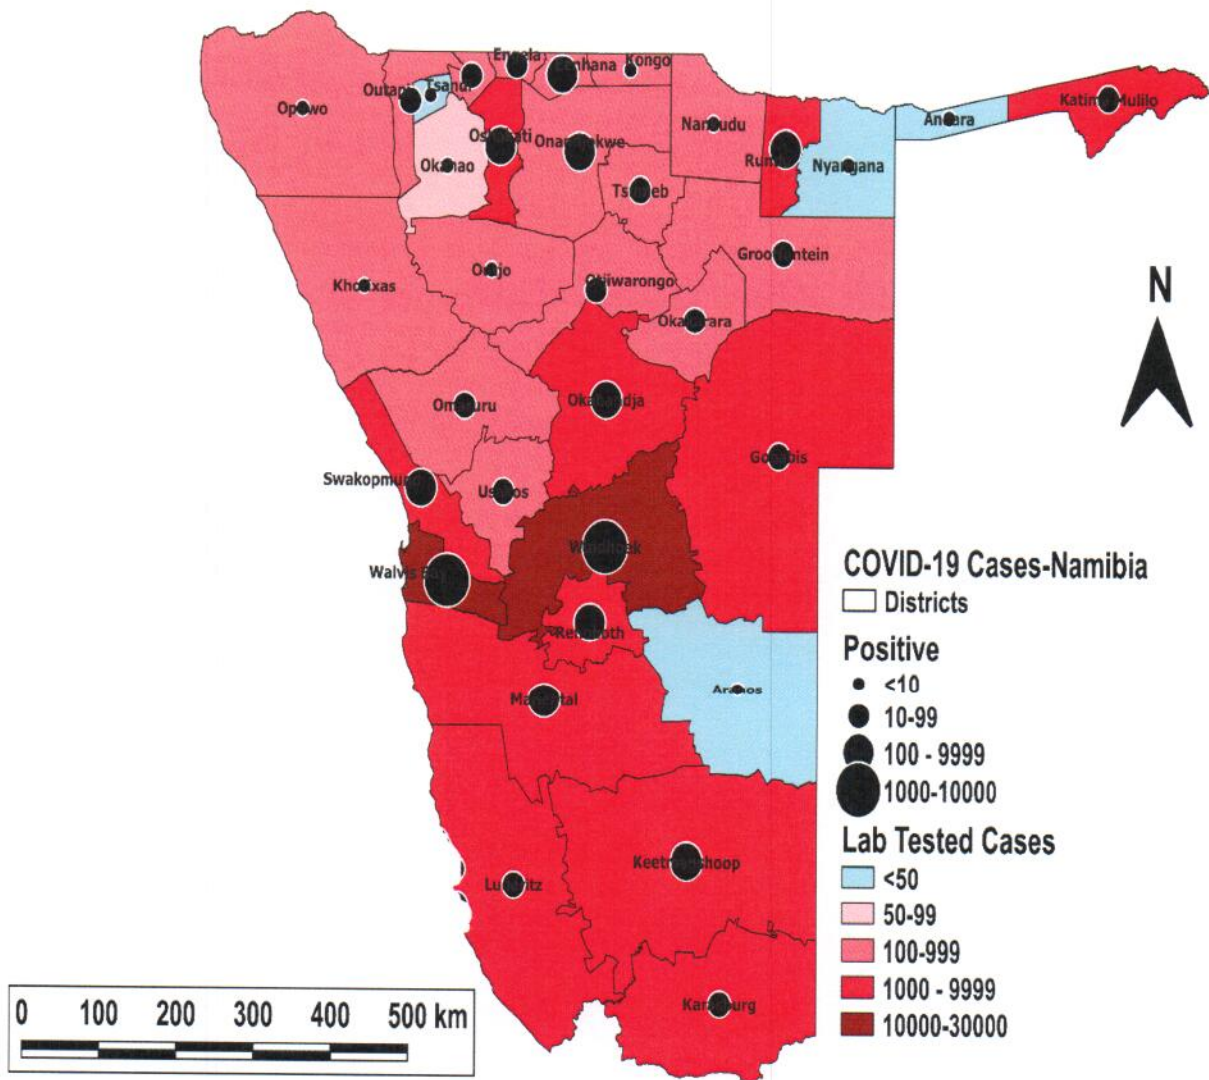 Engela
Eenhana
Kongo
Tsandi
Outapi
Opuwo
Katima Mulilo
Andara
Nankudu
Oshakati
Onandjokwe
Rundu
Okahao
Nyangana
Tsumeb
Grootfontein
Outjo
Otjiwarongo
Khorixas
Okakarara
Omaruru
Okahandja
Gobabis
Swakopmund
Usakos
Windhoek
Walvis Bay
Rehoboth
Aranos
Mariental
Keetmanshoop
Luderitz
Karasburg
N
COVID-19 Cases-Namibia
Districts
Positive
<10
10-99
100 - 9999
1000-10000
Lab Tested Cases
<50
50-99
100-999
1000 - 9999
10000-30000
0 100 200 300 400 500 km